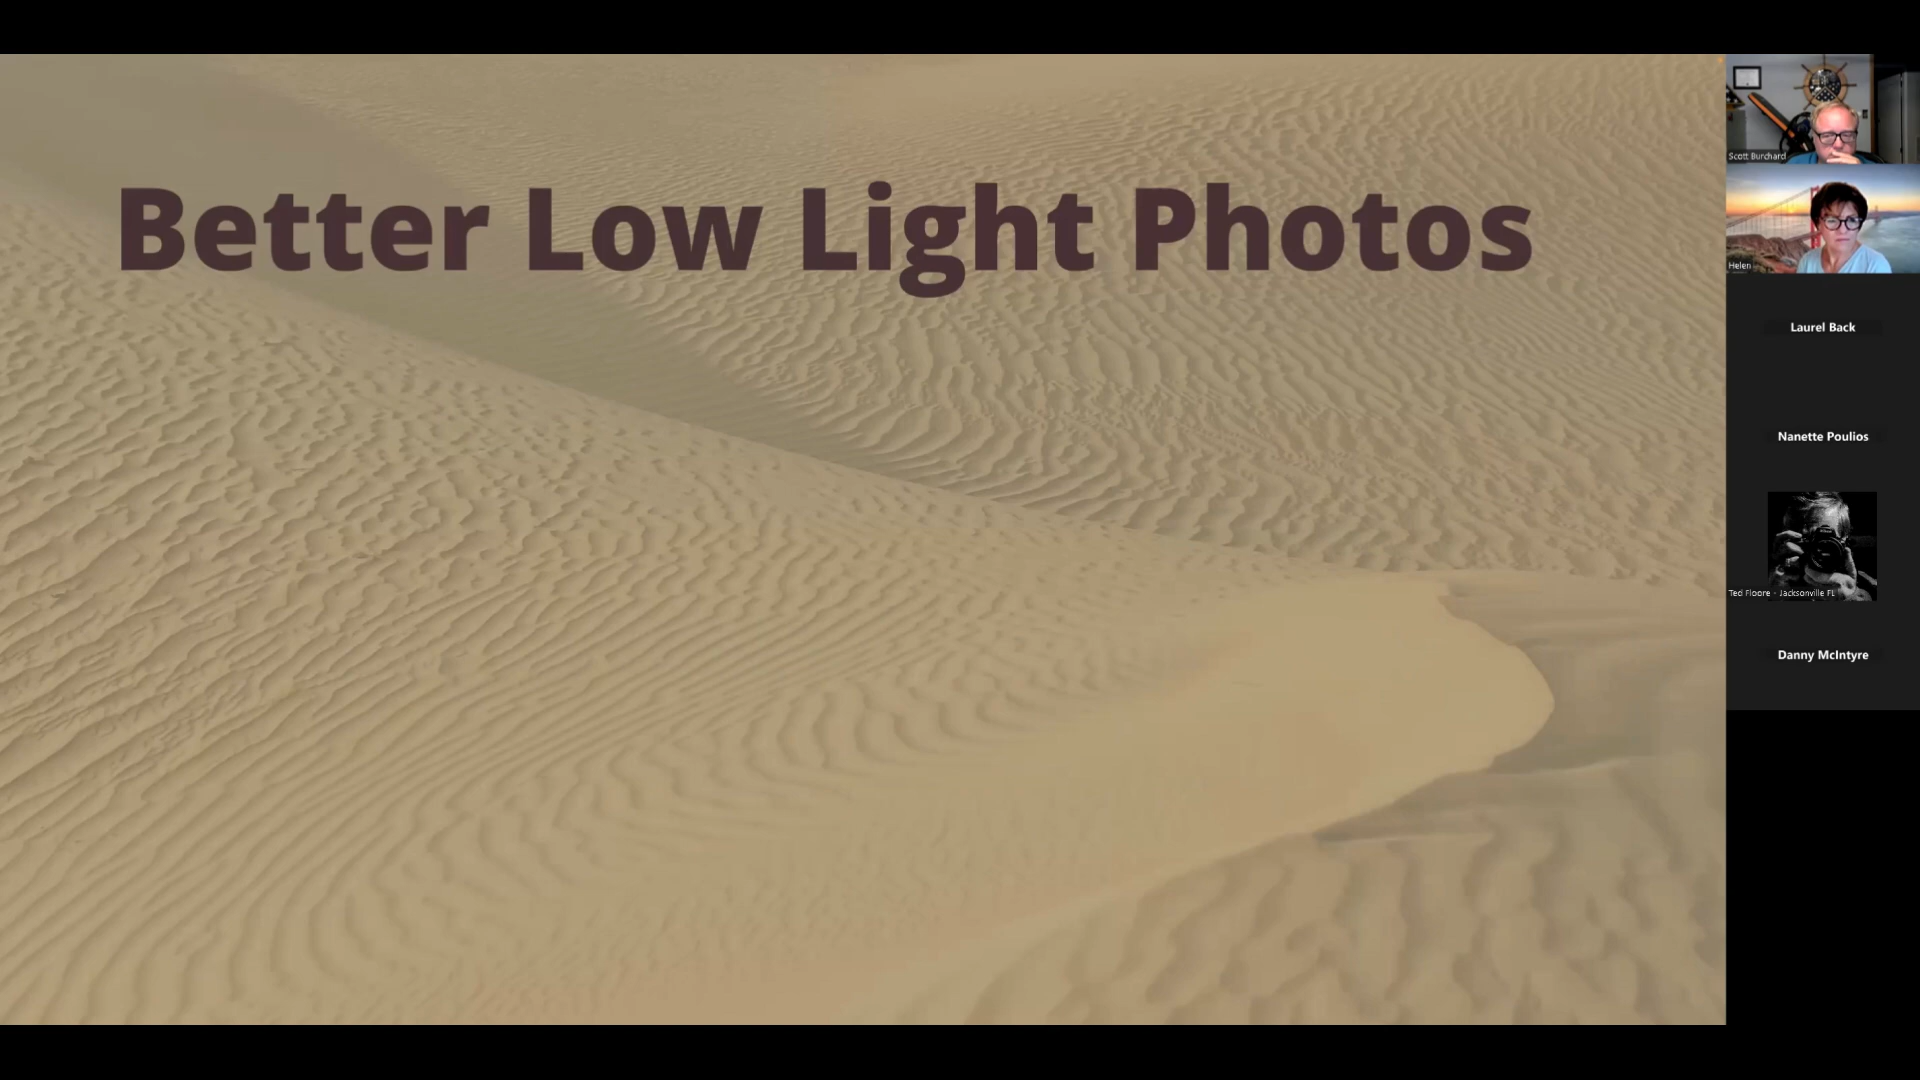 Better Low Light Photos
Scott Burchard
Helen
Laurel Back
Nanette Poulios
Ted Floore - Jacksonville FL
Danny McIntyre